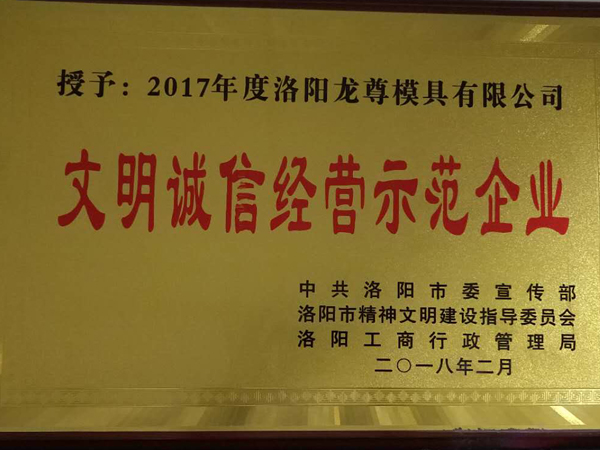 授予：2017年度洛阳龙尊模具有限公司
文明诚信经营示范企业
中共洛阳市委宣传部
洛阳市精神文明建设指导委员会
洛阳工商行政管理局
二〇一八年二月